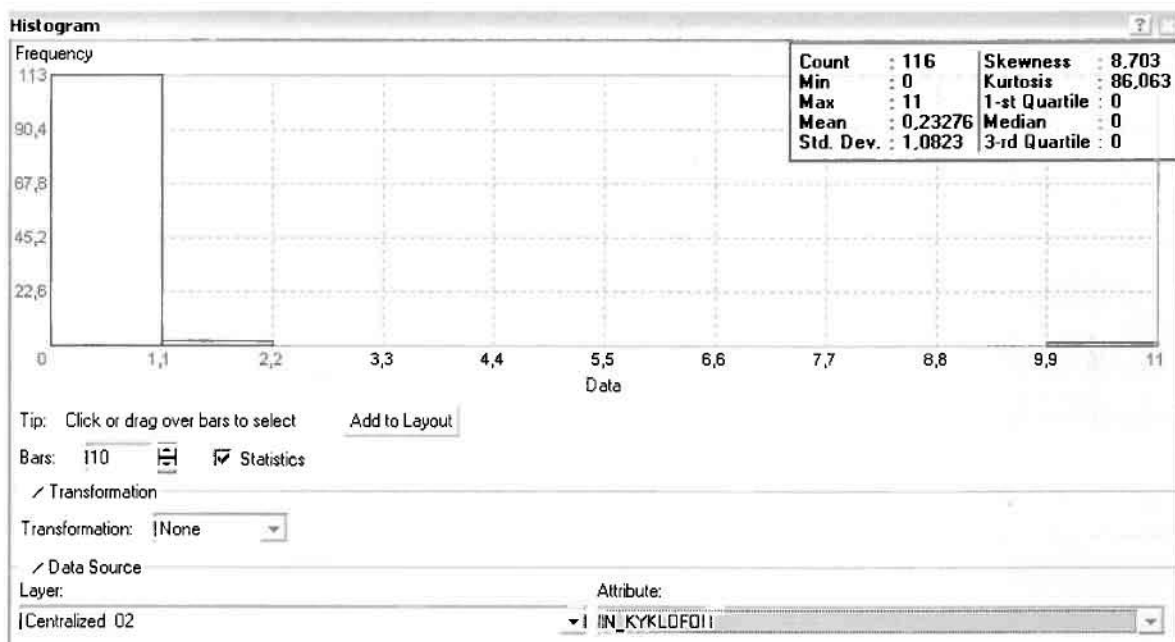 Histogram
Frequency
113
90,4
67,8
45,2
22,6
0 1,1 2,2 3,3 4,4 5,5 6,6 7,7 8,8 9,9 11
Data
Count : 116 Skewness : 8,703
Min : 0 Kurtosis : 86,063
Max : 11 1-st Quartile : 0
Mean : 0,23276 Median : 0
Std. Dev. : 1,0823 3-rd Quartile : 0
Tip: Click or drag over bars to select Add to Layout
Bars: 10 Statistics
Transformation
Transformation: None
Data Source
Layer: Attribute:
Centralized 02